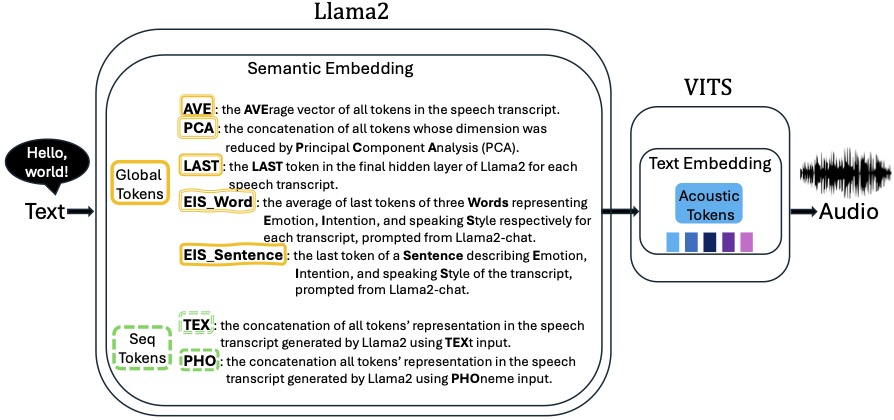 Llama2
Semantic Embedding
AVE: the AVErage vector of all tokens in the speech transcript.
PCA: the concatenation of all tokens whose dimension was
reduced by Principal Component Analysis (PCA).
LAST: the LAST token in the final hidden layer of Llama2 for each
speech transcript.
EIS_Word: the average of last tokens of three Words representing
Emotion, Intention, and speaking Style respectively for
each transcript, prompted from Llama2-chat.
EIS_Sentence: the last token of a Sentence describing Emotion,
Intention, and speaking Style of the transcript,
prompted from Llama2-chat.
TEX: the concatenation of all tokens' representation in the speech
transcript generated by Llama2 using TEXt input.
PHO: the concatenation all tokens' representation in the speech
transcript generated by Llama2 using PHOneme input.
Global
Tokens
Seq
Tokens
Hello,
world!
Text
VITS
Text Embedding
Acoustic
Tokens
Audio